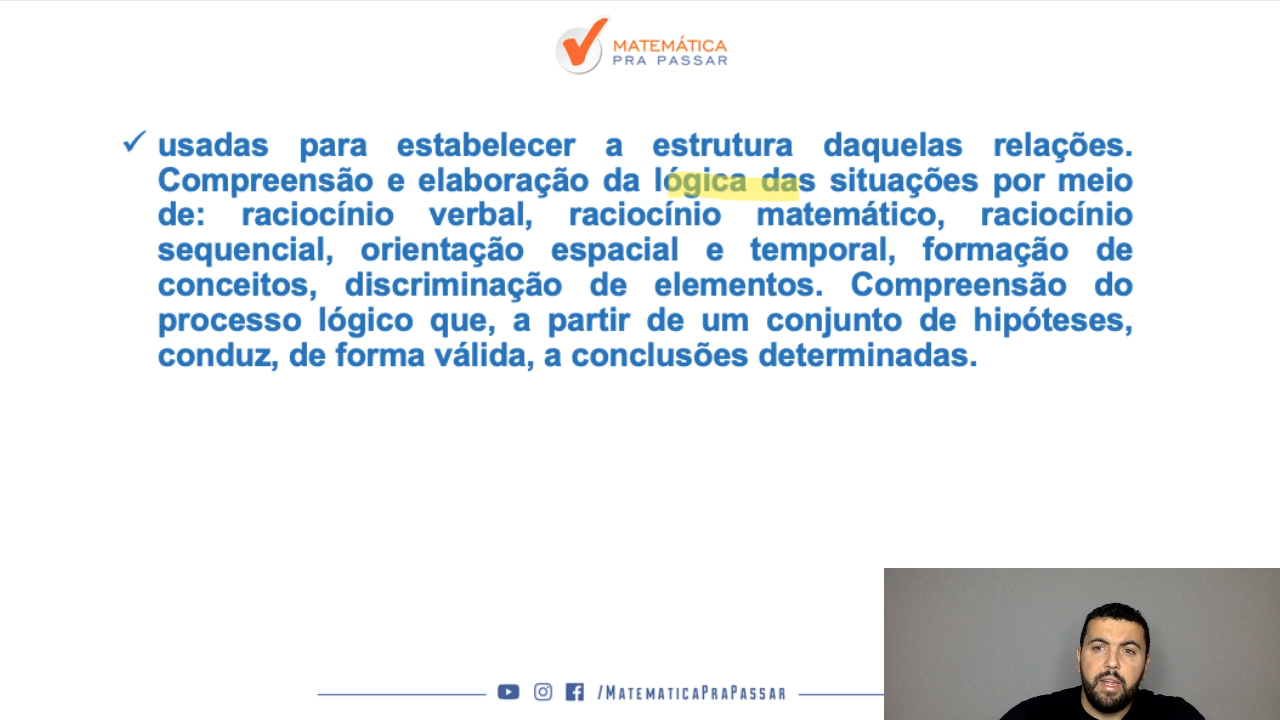 MATEMÁTICA
PRA PASSAR
usadas para estabelecer a estrutura daquelas relações.
Compreensão e elaboração da lógica das situações por meio
de: raciocínio verbal, raciocínio matemático, raciocínio
sequencial, orientação espacial e temporal, formação de
conceitos, discriminação de elementos. Compreensão do
processo lógico que, a partir de um conjunto de hipóteses,
conduz, de forma válida, a conclusões determinadas.
/MATEMATICAPRAPASSAR